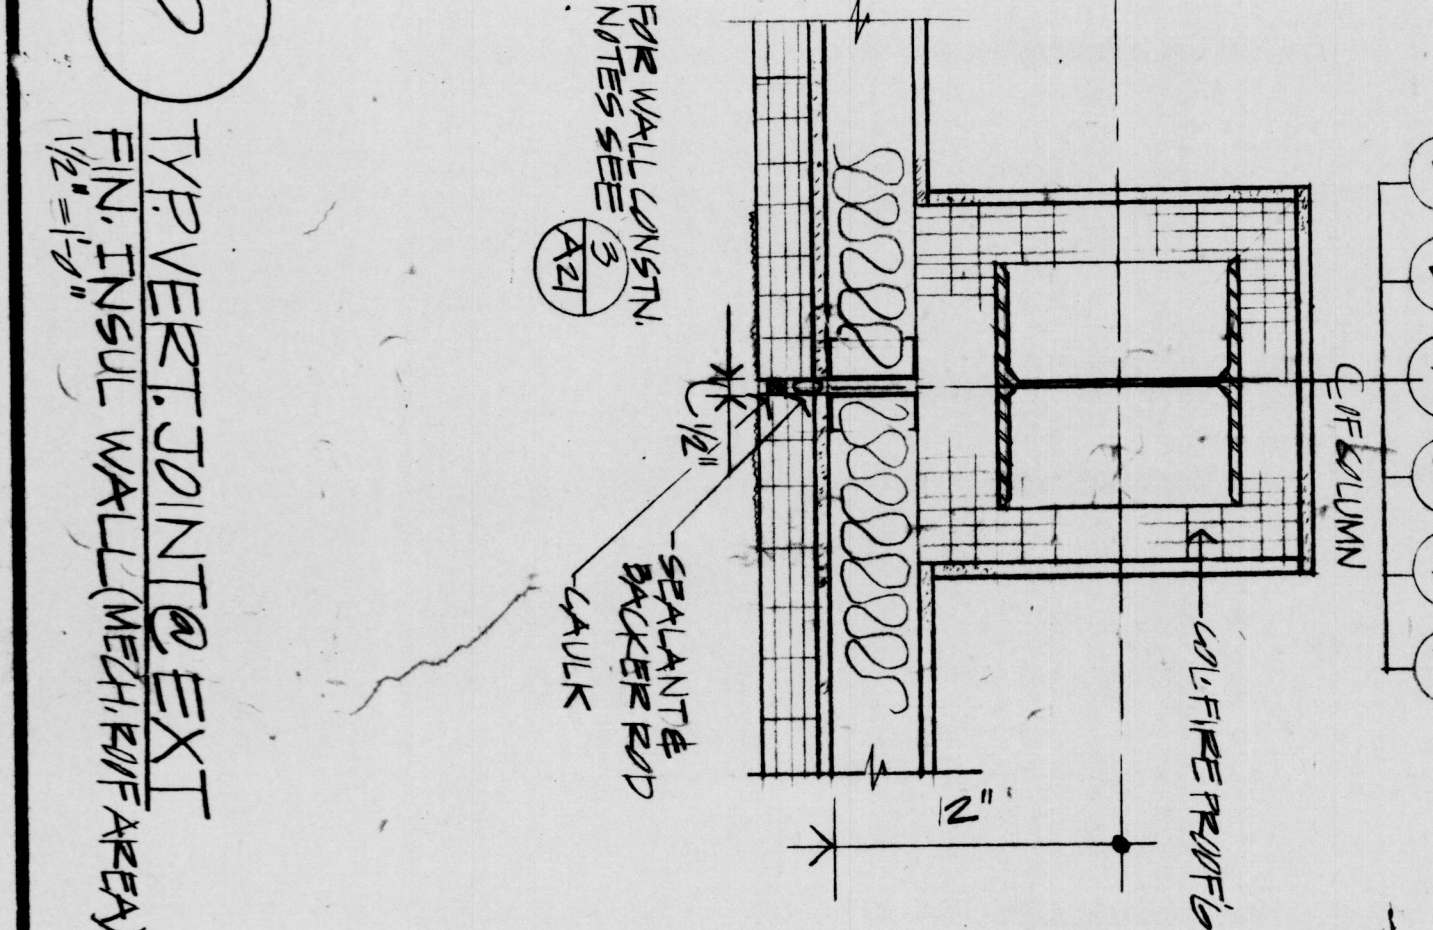 FOR WALL CONSTN.
NOTES SEE
3
A21
℄ OF COLUMN
COL. FIREPROOF'G
12"
1/2"
SEALANT &
BACKER ROD
CAULK
TYP. VERT. JOINT @ EXT
FIN. INSUL WALL (MECH. ROOF AREA)
1½" = 1'-0"